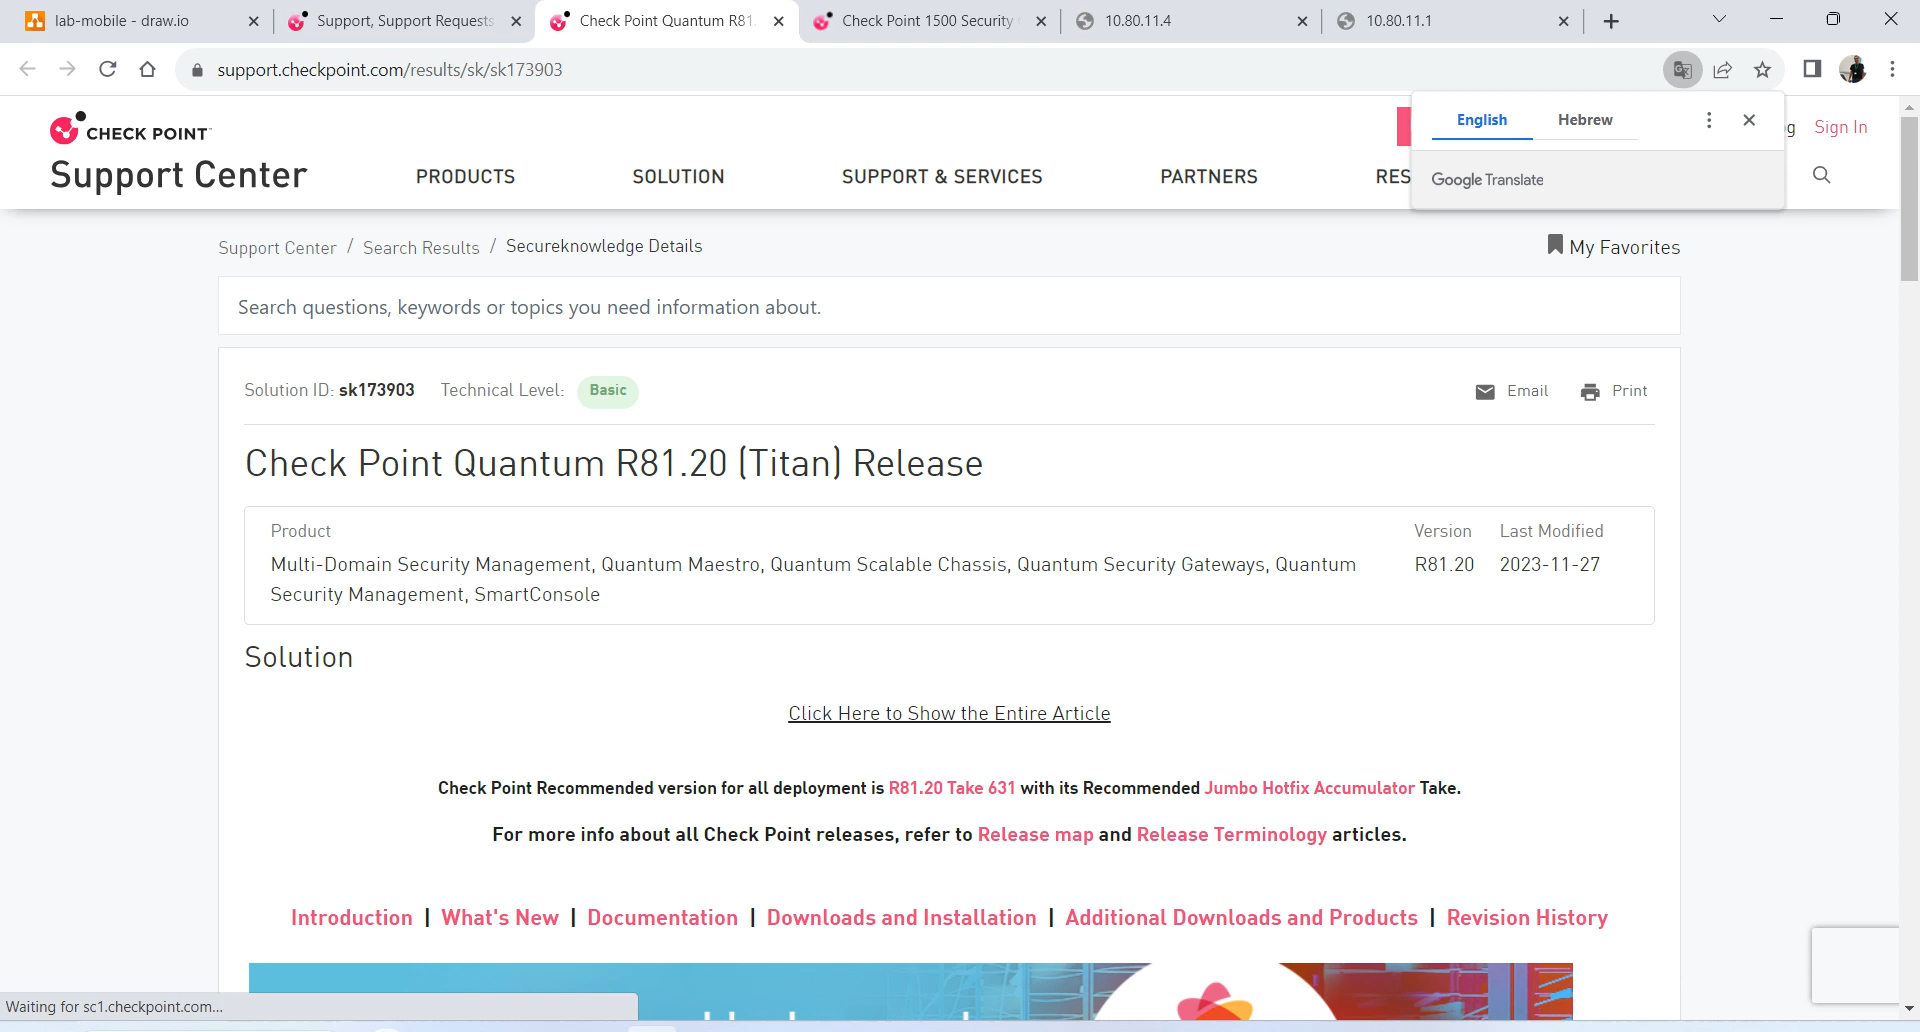 lab-mobile - draw.io
Support, Support Requests
Check Point Quantum R81.
Check Point 1500 Security
10.80.11.4
10.80.11.1
support.checkpoint.com/results/sk/sk173903
English
Hebrew
Google Translate
CHECK POINT
Support Center
PRODUCTS
SOLUTION
SUPPORT & SERVICES
PARTNERS
RES
g
Sign In
Support Center / Search Results / Secureknowledge Details
My Favorites
Search questions, keywords or topics you need information about.
Solution ID: sk173903 Technical Level: Basic
Email
Print
Check Point Quantum R81.20 (Titan) Release
Product
Version
Last Modified
Multi-Domain Security Management, Quantum Maestro, Quantum Scalable Chassis, Quantum Security Gateways, Quantum
Security Management, SmartConsole
R81.20
2023-11-27
Solution
Click Here to Show the Entire Article
Check Point Recommended version for all deployment is R81.20 Take 631 with its Recommended Jumbo Hotfix Accumulator Take.
For more info about all Check Point releases, refer to Release map and Release Terminology articles.
Introduction | What's New | Documentation | Downloads and Installation | Additional Downloads and Products | Revision History
Waiting for sc1.checkpoint.com...